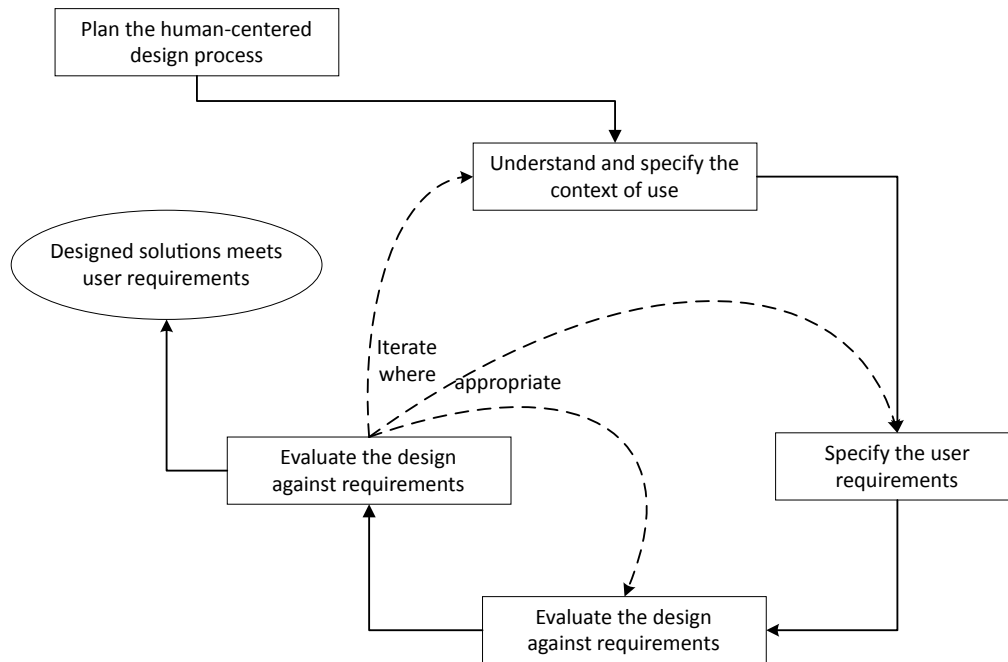 Plan the human-centered
design process
Understand and specify the
context of use
Designed solutions meets
user requirements
Iterate
where
appropriate
Evaluate the design
against requirements
Specify the user
requirements
Evaluate the design
against requirements